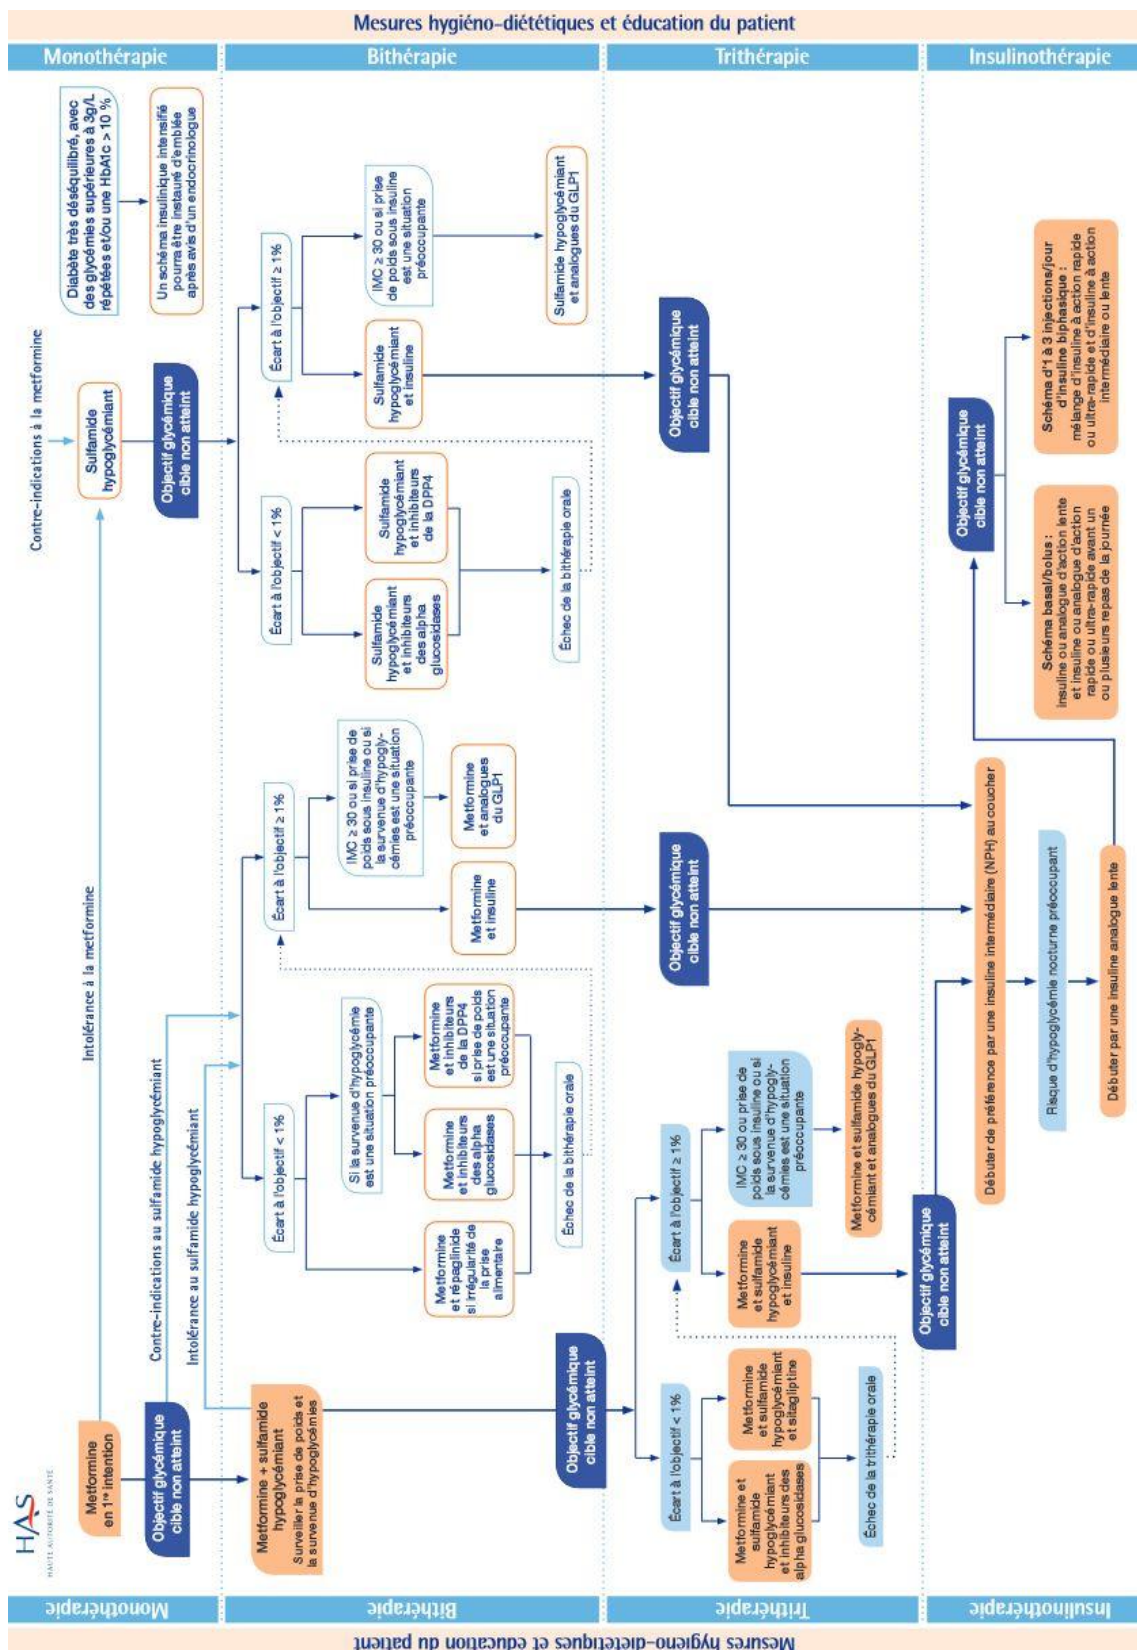 Mesures hygiéno-diététiques et éducation du patient
Monothérapie
Bithérapie
Trithérapie
Insulinothérapie
HAS
HAUTE AUTORITÉ DE SANTÉ
Metformine
en 1re intention
Intolérance à la metformine
Contre-indications à la metformine
Sulfamide
hypoglycémiant
Diabète très déséquilibré, avec
des glycémies supérieures à 3g/L
répétées et/ou une HbA1c > 10 %
Un schéma insulinique intensifié
pourra être instauré d'emblée
après avis d'un endocrinologue
Objectif glycémique
cible non atteint
Contre-indications au sulfamide hypoglycémiant
Intolérance au sulfamide hypoglycémiant
Objectif glycémique
cible non atteint
Metformine + sulfamide
hypoglycémiant
Surveiller la prise de poids et
la survenue d'hypoglycémies
Écart à l'objectif < 1%
Si la survenue d'hypoglycémie
est une situation préoccupante
Metformine
et répaglinide
si irrégularité de
la prise
alimentaire
Metformine
et inhibiteurs
des alpha
glucosidases
Metformine
et inhibiteurs
de la DPP4
si prise de poids
est une situation
préoccupante
Échec de la bithérapie orale
Écart à l'objectif ≥ 1%
IMC ≥ 30 ou si prise de
poids sous insuline ou si
la survenue d'hypogly-
cémies est une situation
préoccupante
Metformine
et insuline
Metformine
et analogues
du GLP1
Écart à l'objectif < 1%
Sulfamide
hypoglycémiant
et inhibiteurs
des alpha
glucosidases
Sulfamide
hypoglycémiant
et inhibiteurs
de la DPP4
Échec de la bithérapie orale
Écart à l'objectif ≥ 1%
Sulfamide
hypoglycémiant
et insuline
IMC ≥ 30 ou si prise
de poids sous insuline
est une situation
préoccupante
Sulfamide hypoglycémiant
et analogues du GLP1
Objectif glycémique
cible non atteint
Écart à l'objectif < 1%
Metformine et
sulfamide
hypoglycémiant
et inhibiteurs des
alpha glucosidases
Metformine
et sulfamide
hypoglycémiant
et sitagliptine
Échec de la trithérapie orale
Écart à l'objectif ≥ 1%
Metformine
et sulfamide
hypoglycémiant
et insuline
IMC ≥ 30 ou prise de
poids sous insuline ou si
la survenue d'hypogly-
cémies est une situation
préoccupante
Metformine et sulfamide hypogly-
cémiant et analogues du GLP1
Objectif glycémique
cible non atteint
Objectif glycémique
cible non atteint
Objectif glycémique
cible non atteint
Débuter de préférence par une insuline intermédiaire (NPH) au coucher
Risque d'hypoglycémie nocturne préoccupant
Débuter par une insuline analogue lente
Objectif glycémique
cible non atteint
Schéma basal/bolus :
insuline ou analogue d'action lente
et insuline ou analogue d'action
rapide ou ultra-rapide avant un
ou plusieurs repas de la journée
Schéma d'1 à 3 injections/jour
d'insuline biphasique :
mélange d'insuline à action rapide
ou ultra-rapide et d'insuline à action
intermédiaire ou lente
Monothérapie
Bithérapie
Trithérapie
Insulinothérapie
Mesures hygiéno-diététiques et éducation du patient